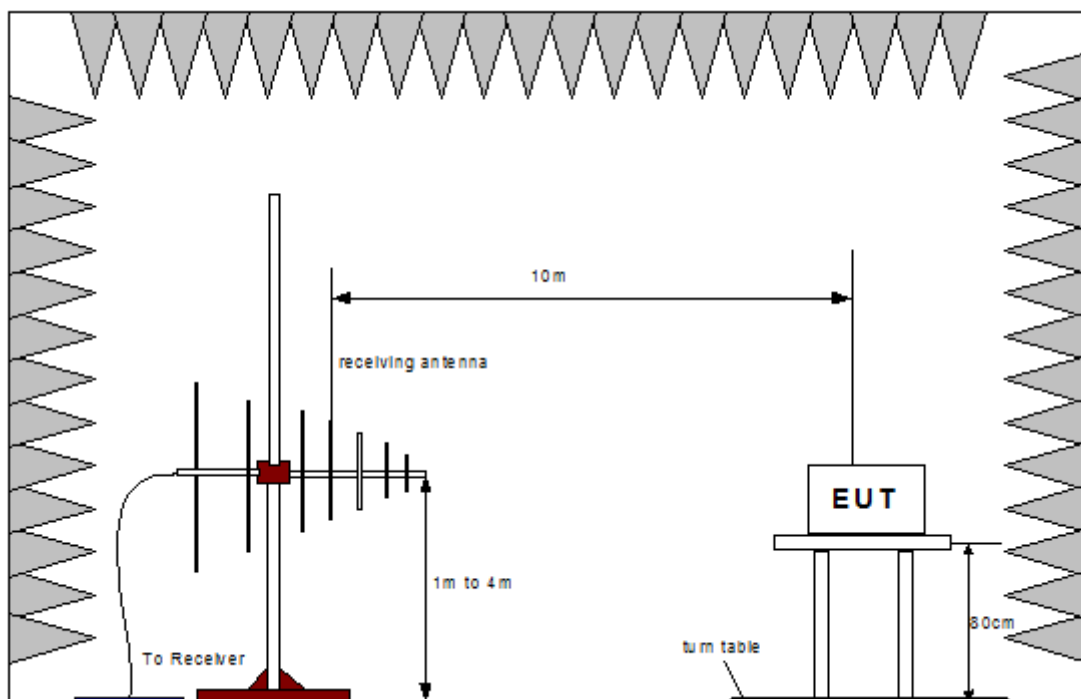 10m
receiving antenna
EUT
1m to 4m
80cm
To Receiver
turn table